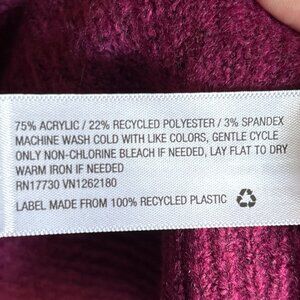 75% ACRYLIC / 22% RECYCLED POLYESTER / 3% SPANDEX
MACHINE WASH COLD WITH LIKE COLORS, GENTLE CYCLE
ONLY NON-CHLORINE BLEACH IF NEEDED, LAY FLAT TO DRY
WARM IRON IF NEEDED
RN17730 VN1262180
LABEL MADE FROM 100% RECYCLED PLASTIC